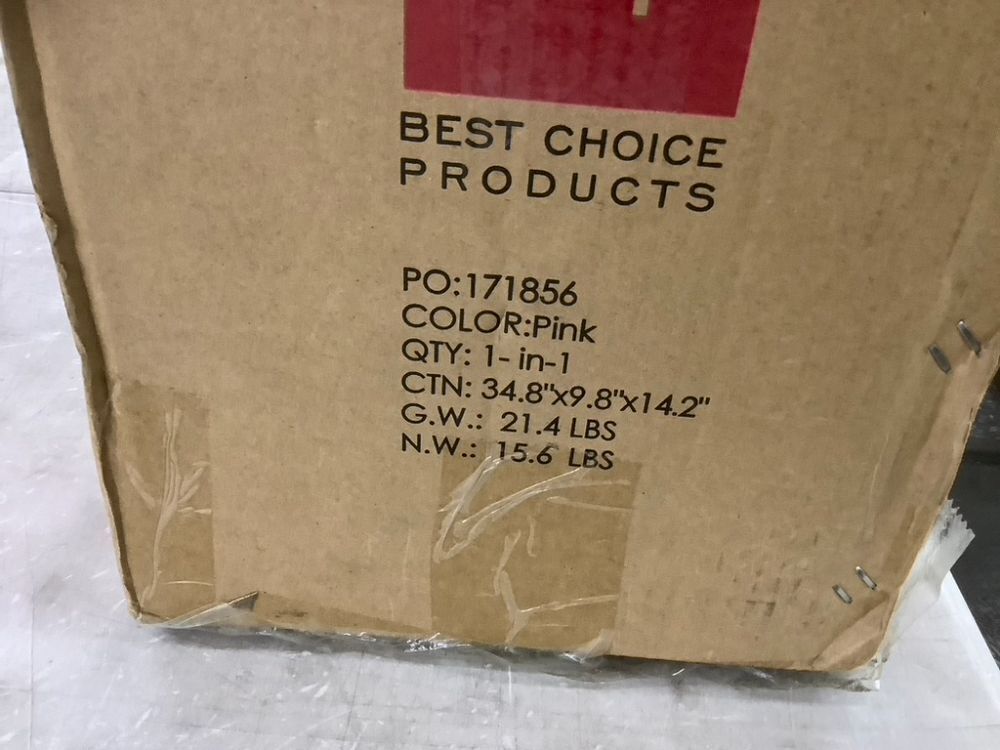 BEST CHOICE
PRODUCTS
PO:171856
COLOR:Pink
QTY: 1- in-1
CTN: 34.8"x9.8"x14.2"
G.W.: 21.4 LBS
N.W.: 15.6 LBS